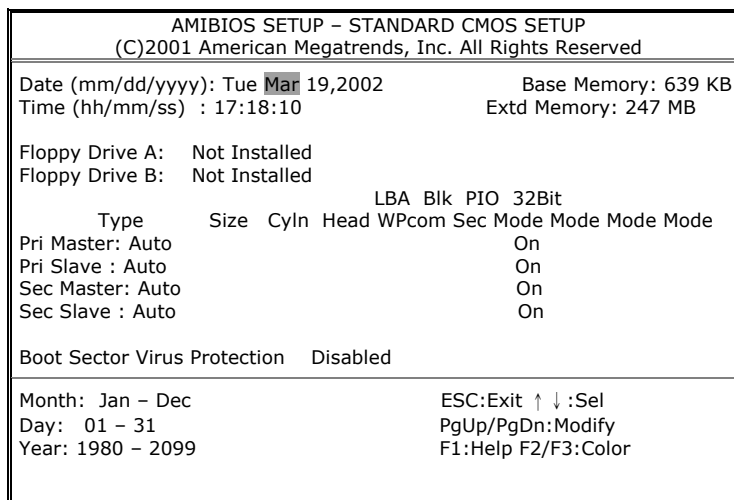 AMIBIOS SETUP – STANDARD CMOS SETUP
(C)2001 American Megatrends, Inc. All Rights Reserved
Date (mm/dd/yyyy): Tue Mar 19,2002 Base Memory: 639 KB
Time (hh/mm/ss) : 17:18:10 Extd Memory: 247 MB
Floppy Drive A: Not Installed
Floppy Drive B: Not Installed
LBA Blk PIO 32Bit
Type Size Cyln Head WPcom Sec Mode Mode Mode Mode
Pri Master: Auto On
Pri Slave : Auto On
Sec Master: Auto On
Sec Slave : Auto On
Boot Sector Virus Protection Disabled
Month: Jan – Dec ESC:Exit ↑ ↓ :Sel
Day: 01 – 31 PgUp/PgDn:Modify
Year: 1980 – 2099 F1:Help F2/F3:Color